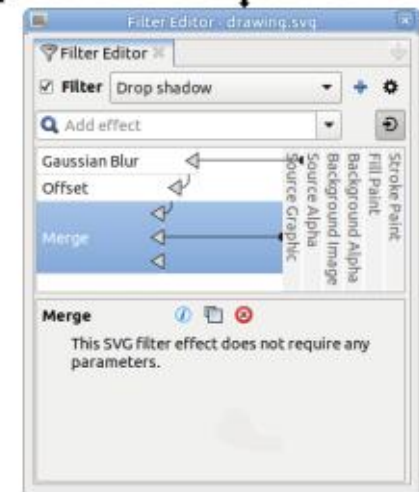 Filter Editor - drawing.svg
Filter Editor
Filter Drop shadow
Add effect
Gaussian Blur
Offset
Merge
Source Graphic
Source Alpha
Background Image
Background Alpha
Fill Paint
Stroke Paint
Merge
This SVG filter effect does not require any
parameters.